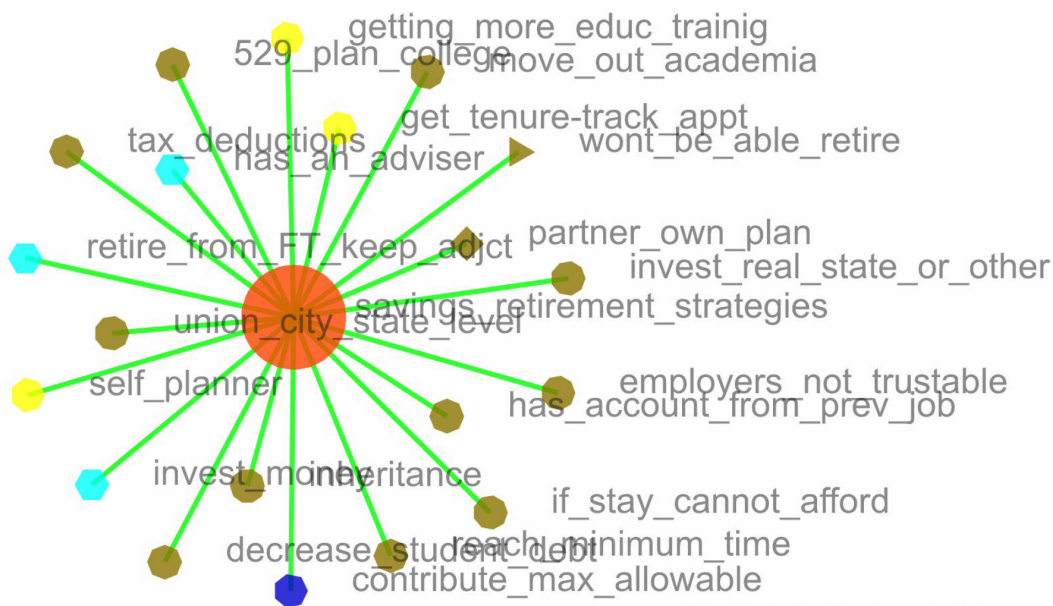 getting_more_educ_trainig
529_plan_college
move_out_academia
get_tenure-track_appt
tax_deductions
wont_be_able_retire
has_an_adviser
partner_own_plan
retire_from_FT_keep_adjct
invest_real_state_or_other
savings_retirement_strategies
union_city_state_level
self_planner
employers_not_trustable
has_account_from_prev_job
invest_money
inheritance
if_stay_cannot_afford
decrease_student_debt
reach_minimum_time
contribute_max_allowable